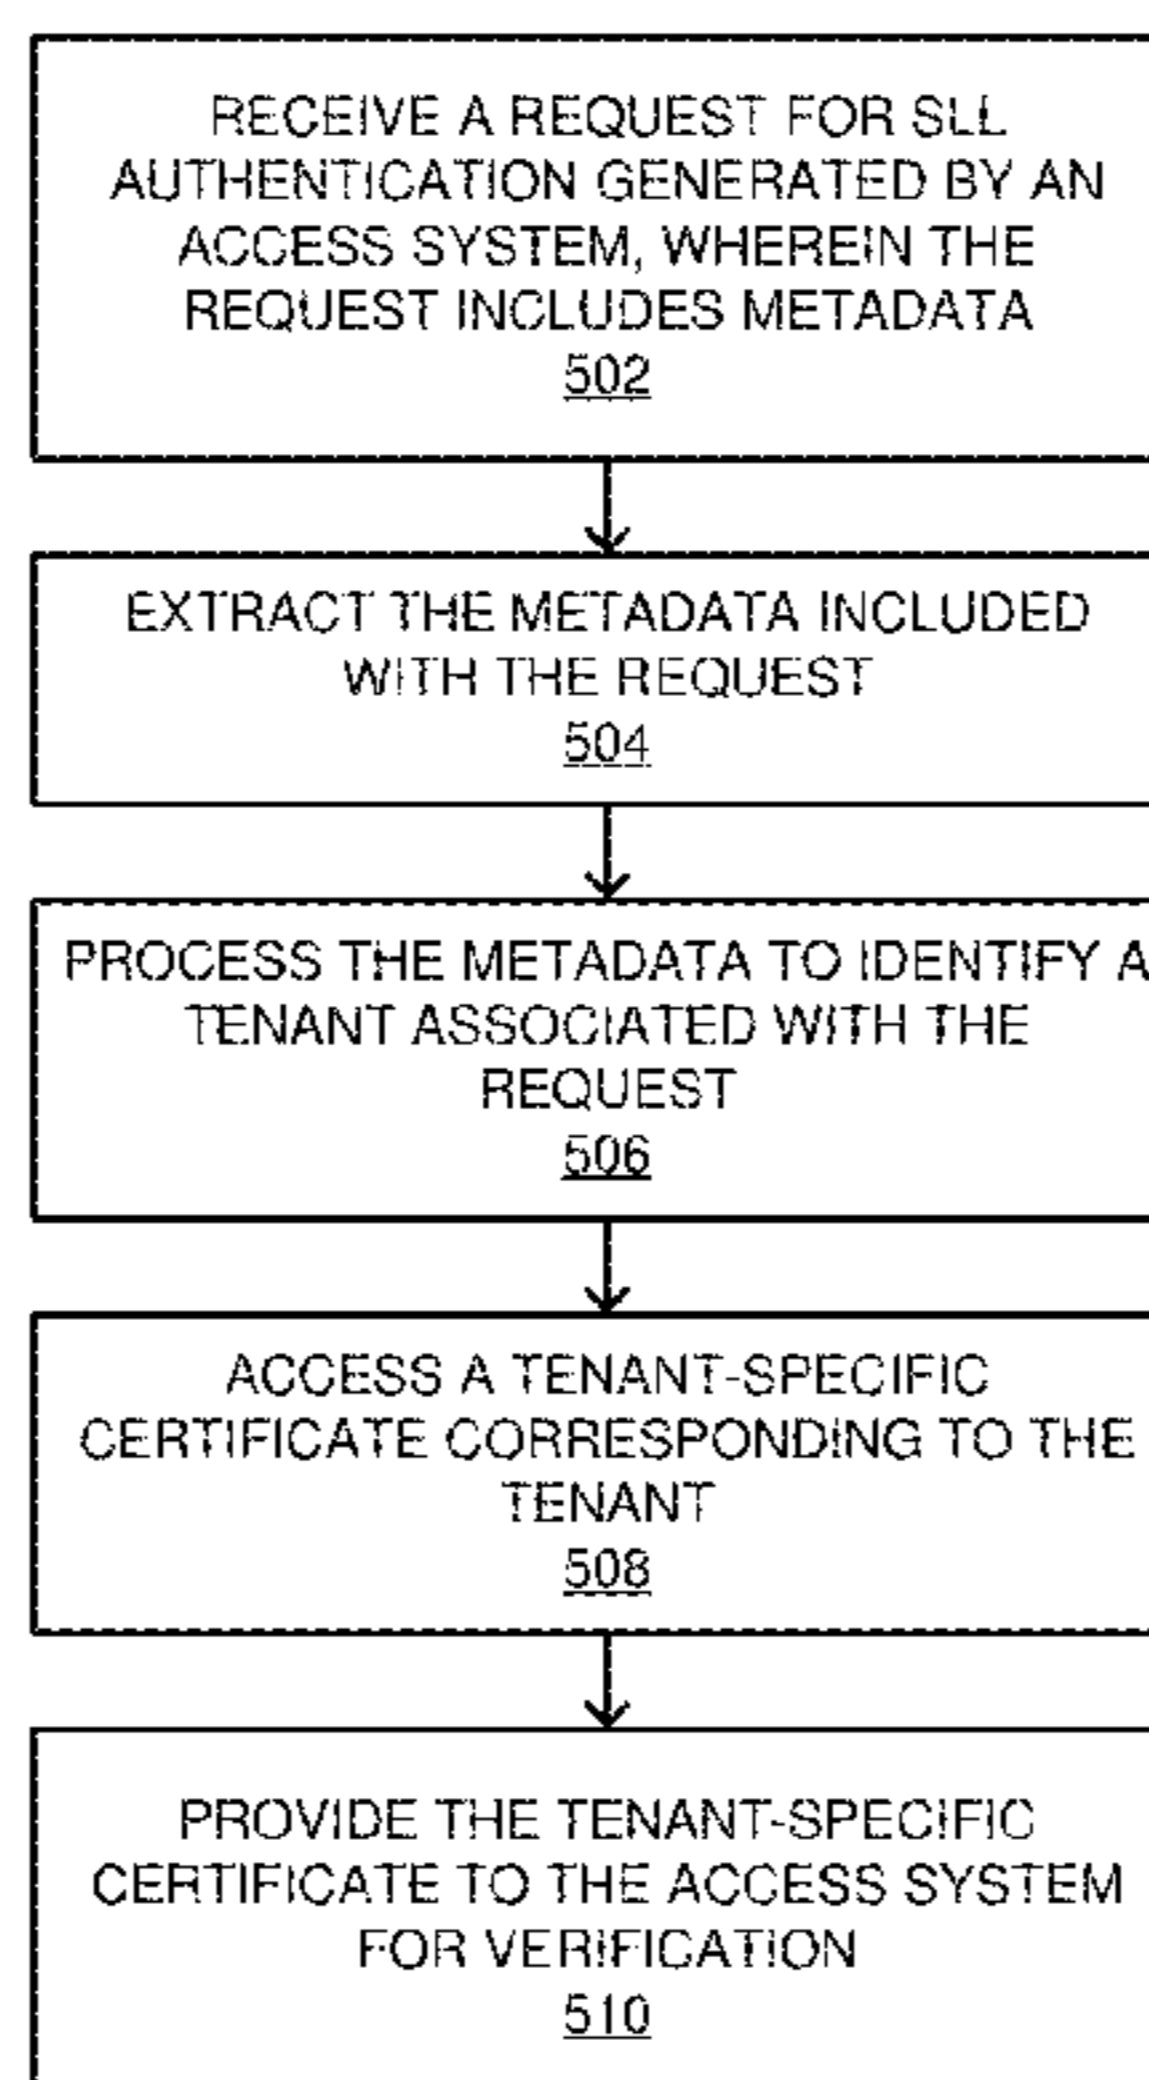 RECEIVE A REQUEST FOR SLL
AUTHENTICATION GENERATED BY AN
ACCESS SYSTEM, WHEREIN THE
REQUEST INCLUDES METADATA
502
EXTRACT THE METADATA INCLUDED
WITH THE REQUEST
504
PROCESS THE METADATA TO IDENTIFY A
TENANT ASSOCIATED WITH THE
REQUEST
506
ACCESS A TENANT-SPECIFIC
CERTIFICATE CORRESPONDING TO THE
TENANT
508
PROVIDE THE TENANT-SPECIFIC
CERTIFICATE TO THE ACCESS SYSTEM
FOR VERIFICATION
510